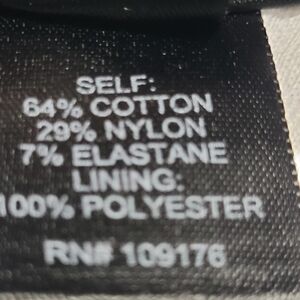 SELF:
64% COTTON
29% NYLON
7% ELASTANE
LINING:
100% POLYESTER
RN# 109176